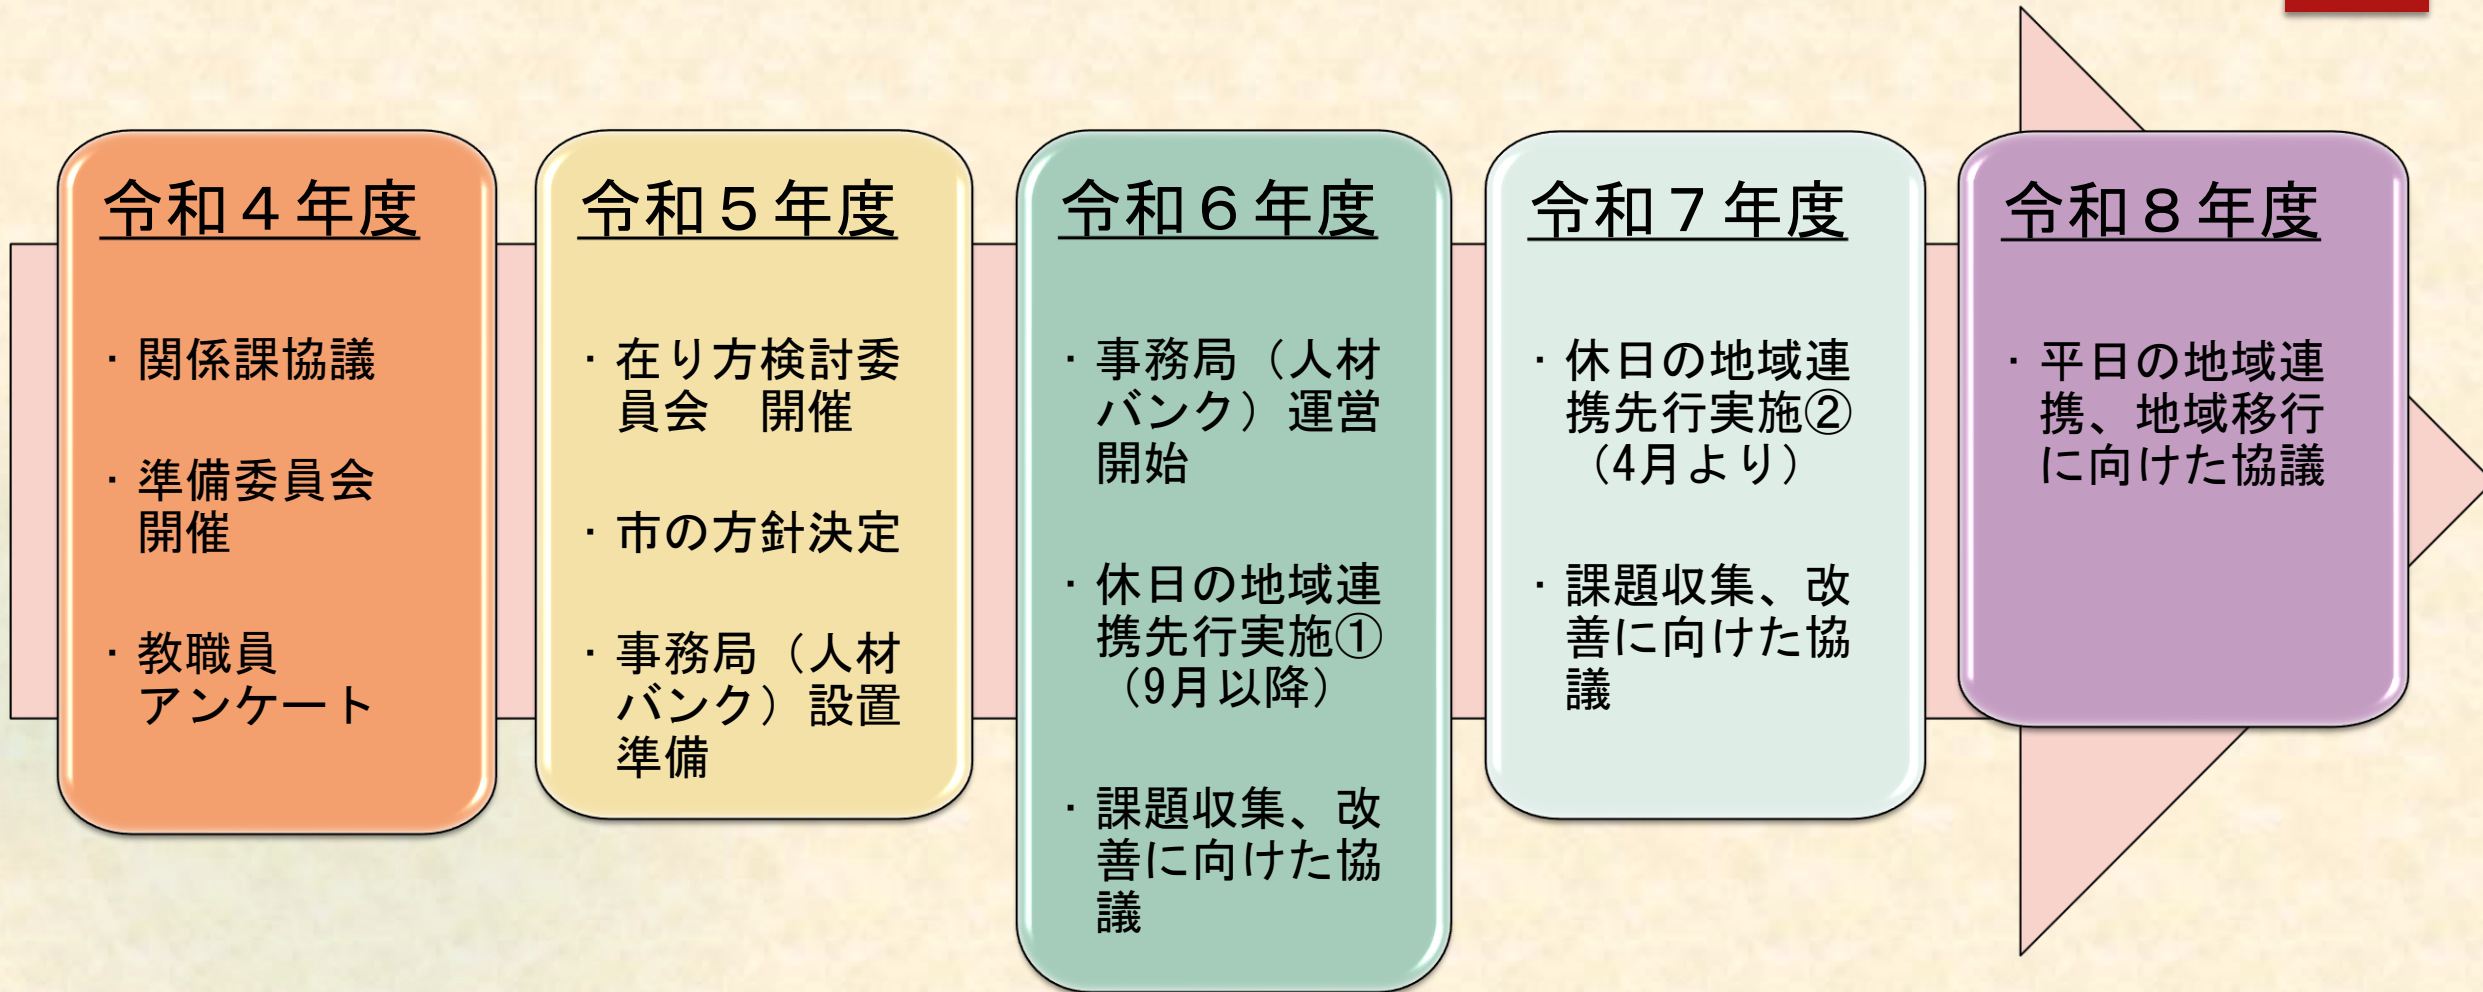 令和４年度
・関係課協議
・準備委員会
開催
・教職員
アンケート
令和５年度
・在り方検討委
員会　開催
・市の方針決定
・事務局（人材
バンク）設置
準備
令和６年度
・事務局（人材
バンク）運営
開始
・休日の地域連
携先行実施①
（9月以降）
・課題収集、改
善に向けた協
議
令和７年度
・休日の地域連
携先行実施②
（4月より）
・課題収集、改
善に向けた協
議
令和８年度
・平日の地域連
携、地域移行
に向けた協議